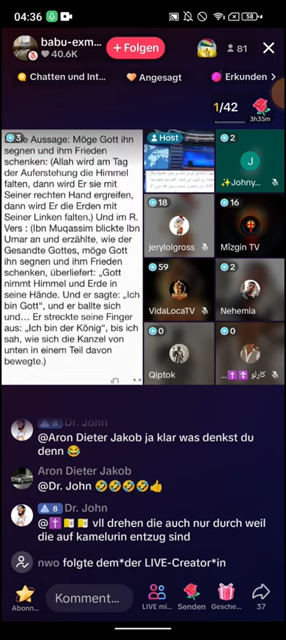 04:36
58
babu-exm...
40.6K
+ Folgen
81
Chatten und Int...
Angesagt
Erkunden
1/42
3h35m
3
Aussage: Möge Gott ihn
segnen und ihm Frieden
schenken: (Allah wird am Tag
der Auferstehung die Himmel
falten, dann wird Er sie mit
Seiner rechten Hand ergreifen,
dann wird Er die Erden mit
Seiner Linken falten.) Und im R.
Vers : (Ibn Muqassim blickte Ibn
Umar an und erzählte, wie der
Gesandte Gottes, möge Gott
ihn segnen und ihm Frieden
schenken, überliefert: „Gott
nimmt Himmel und Erde in
seine Hände. Und er sagte: „Ich
bin Gott“, und er ballte sich
und… Er streckte seine Finger
aus: „Ich bin der König“, bis ich
sah, wie sich die Kanzel von
unten in einem Teil davon
bewegte.)
Host
2
J
✨Johny...
18
jerylolgross
16
Mîzgin TV
59
VidaLocaTV
2
Nehemia
0
Qiptok
0
كارلو
8 Dr. John
@Aron Dieter Jakob ja klar was denkst du
denn 😂
Aron Dieter Jakob
@Dr. John 🤣🤣🤣🤣👍
8 Dr. John
@✝️🇻🇦🇻🇦 vll drehen die auch nur durch weil
die auf kamelurin entzug sind
nwo folgte dem*der LIVE-Creator*in
Abonn...
Komment...
LIVE mi...
Senden
Gesche...
37